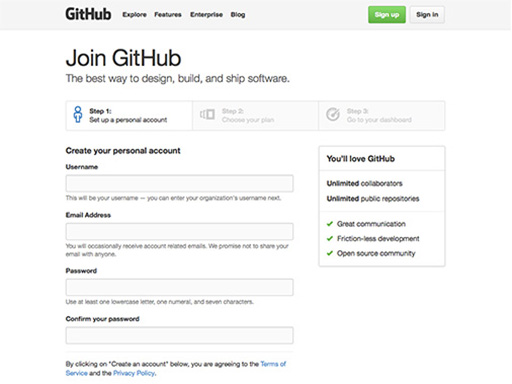 GitHub Explore Features Enterprise Blog Sign up Sign in
Join GitHub
The best way to design, build, and ship software.
Step 1:
Set up a personal account
Step 2:
Choose your plan
Step 3:
Go to your dashboard
Create your personal account
Username
This will be your username — you can enter your organization's username next.
Email Address
You will occasionally receive account related emails. We promise not to share
your email with anyone.
Password
Use at least one lowercase letter, one numeral, and seven characters.
Confirm your password
By clicking on "Create an account" below, you are agreeing to the Terms of
Service and the Privacy Policy.
You'll love GitHub
Unlimited collaborators
Unlimited public repositories
✓ Great communication
✓ Friction-less development
✓ Open source community